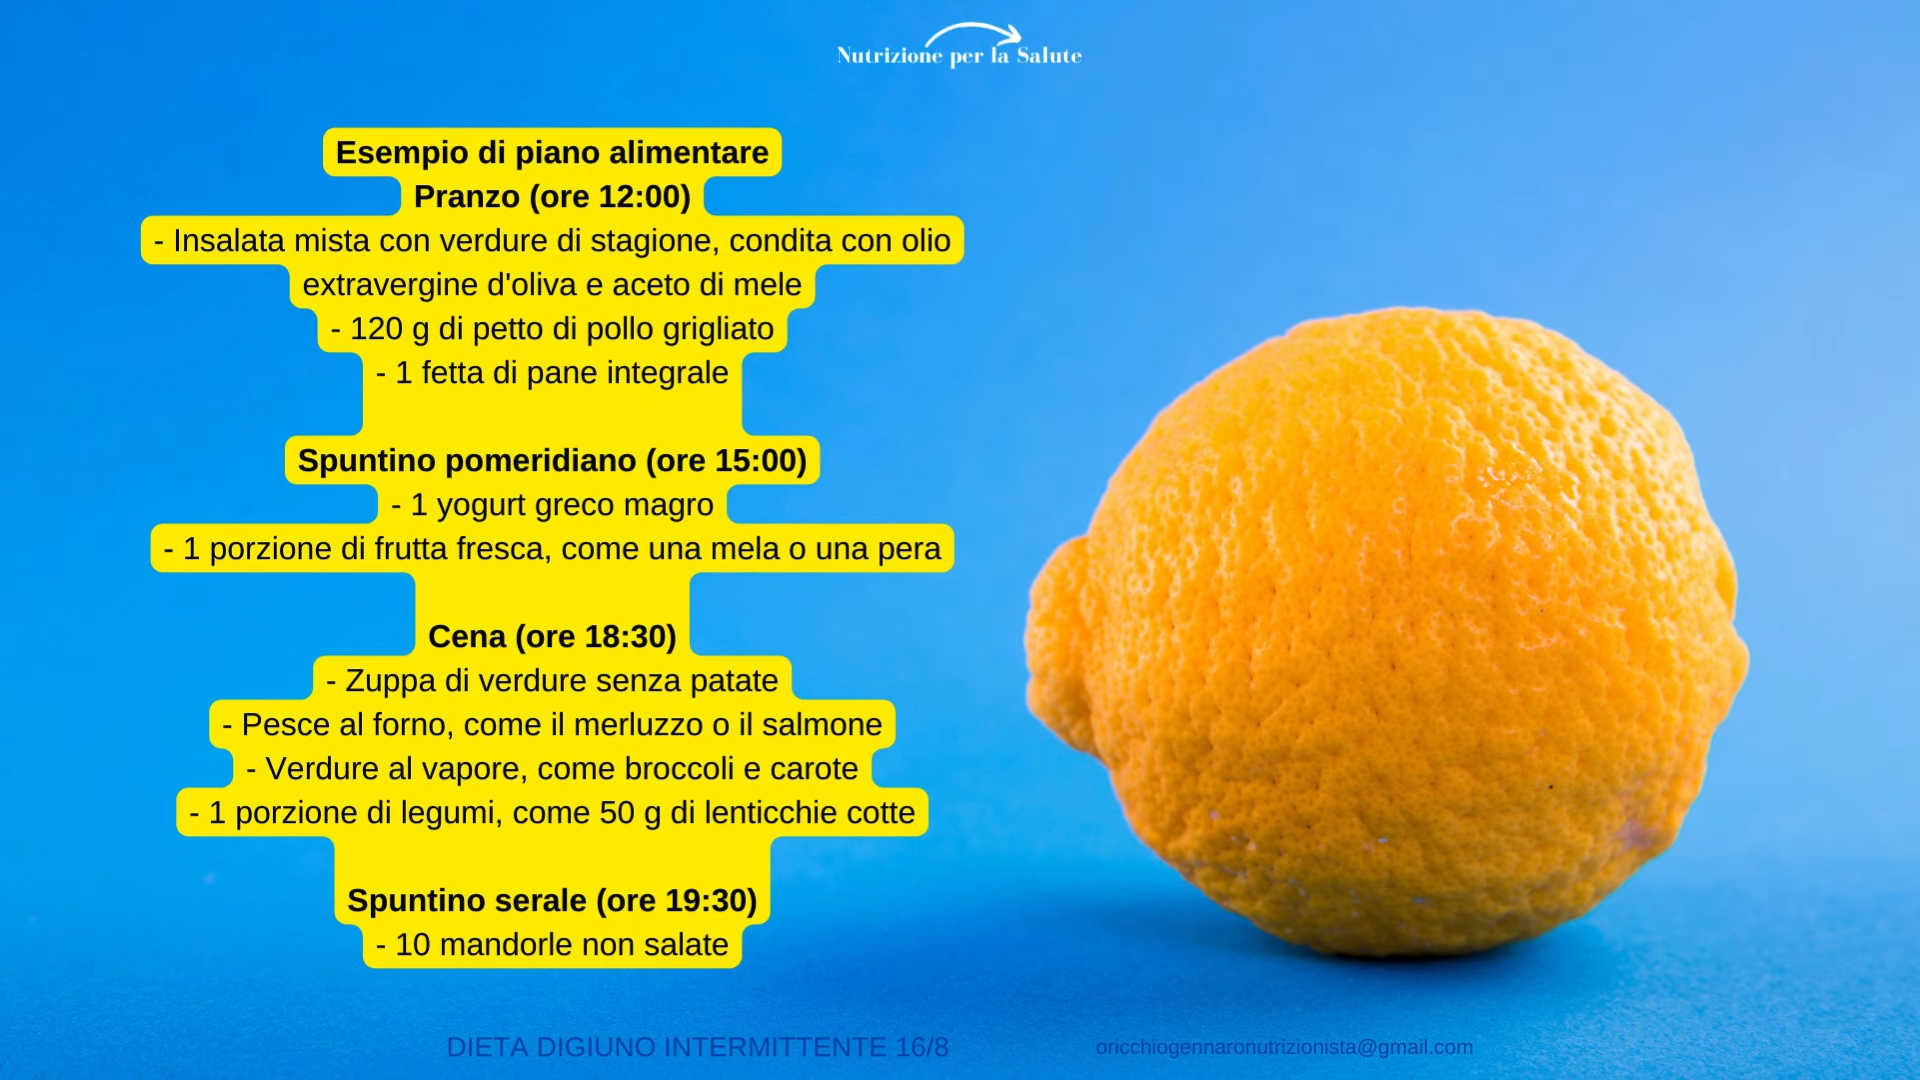 Nutrizione per la Salute
Esempio di piano alimentare
Pranzo (ore 12:00)
- Insalata mista con verdure di stagione, condita con olio
extravergine d'oliva e aceto di mele
- 120 g di petto di pollo grigliato
- 1 fetta di pane integrale
Spuntino pomeridiano (ore 15:00)
- 1 yogurt greco magro
- 1 porzione di frutta fresca, come una mela o una pera
Cena (ore 18:30)
- Zuppa di verdure senza patate
- Pesce al forno, come il merluzzo o il salmone
- Verdure al vapore, come broccoli e carote
- 1 porzione di legumi, come 50 g di lenticchie cotte
Spuntino serale (ore 19:30)
- 10 mandorle non salate
DIETA DIGIUNO INTERMITTENTE 16/8
oricchiogennaronutrizionista@gmail.com